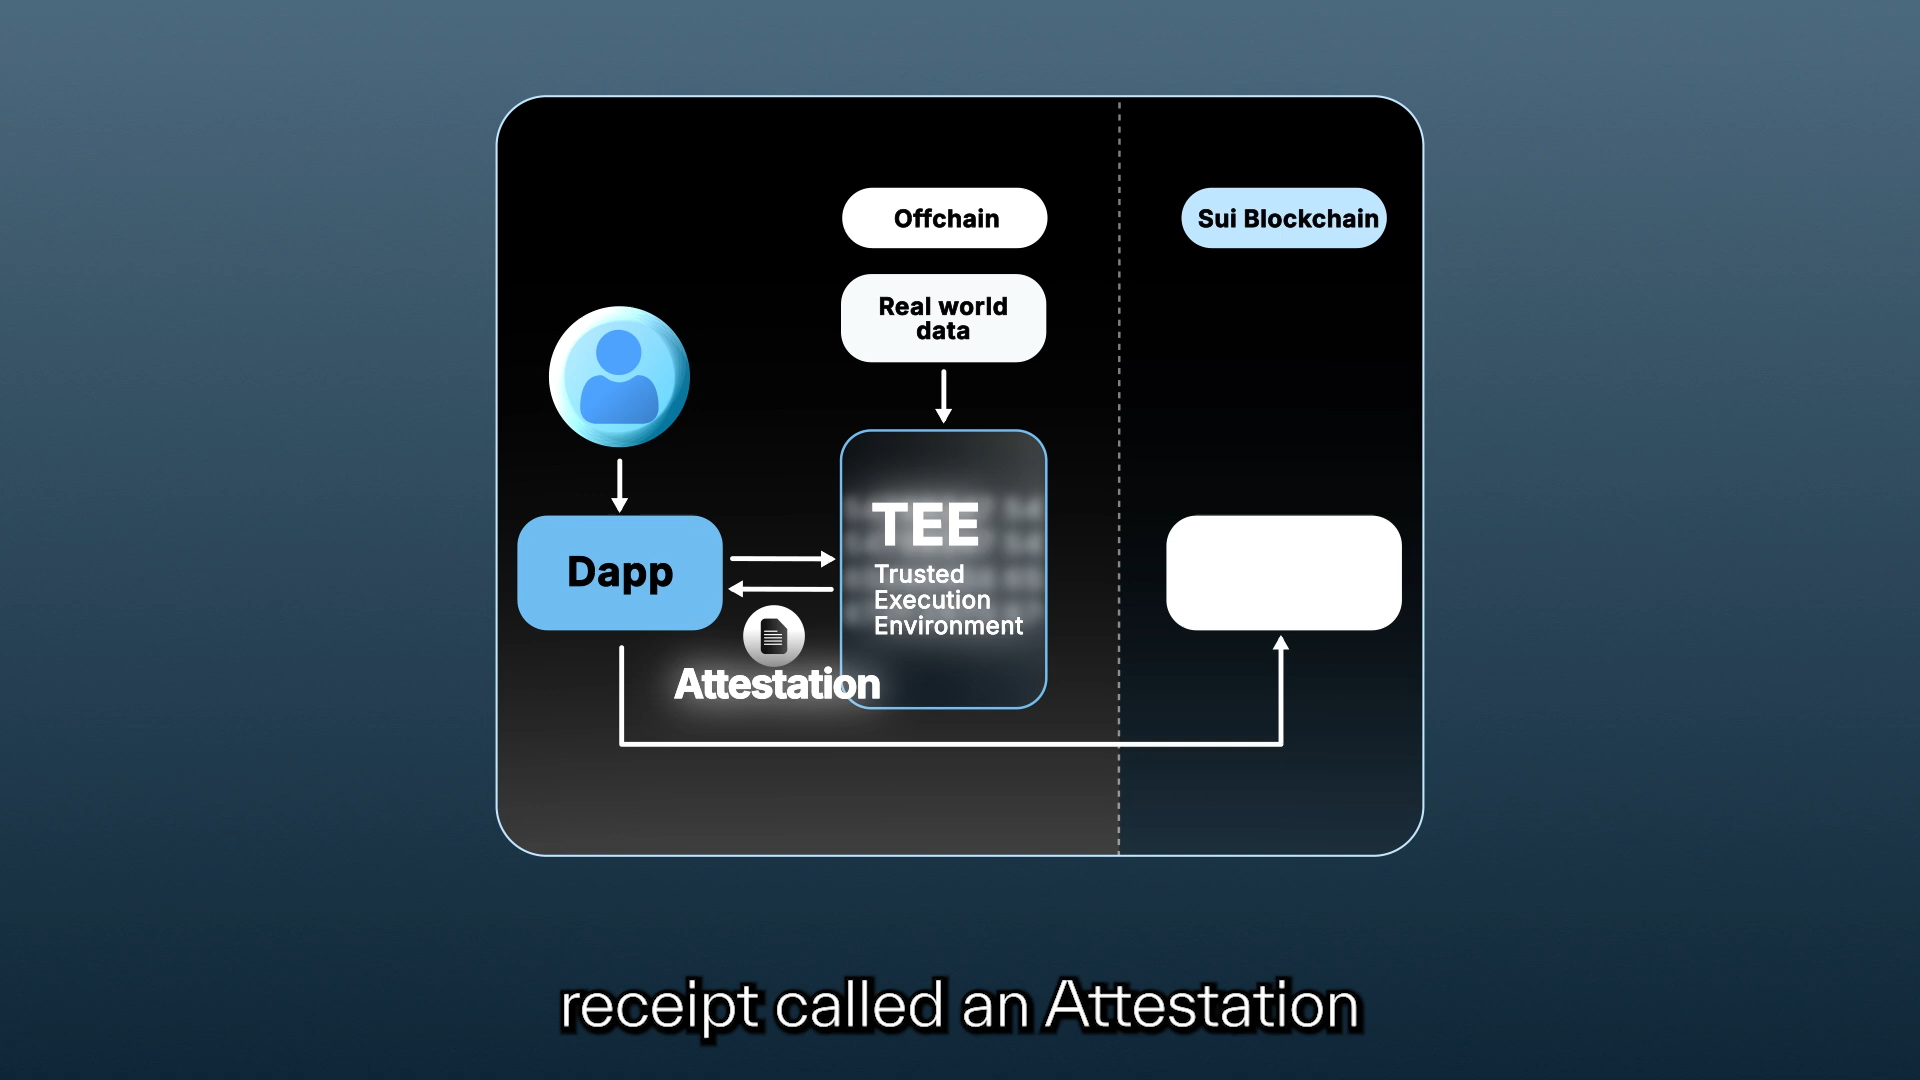 Offchain
Sui Blockchain
Real world
data
Dapp
TEE
Trusted
Execution
Environment
Attestation
receipt called an Attestation